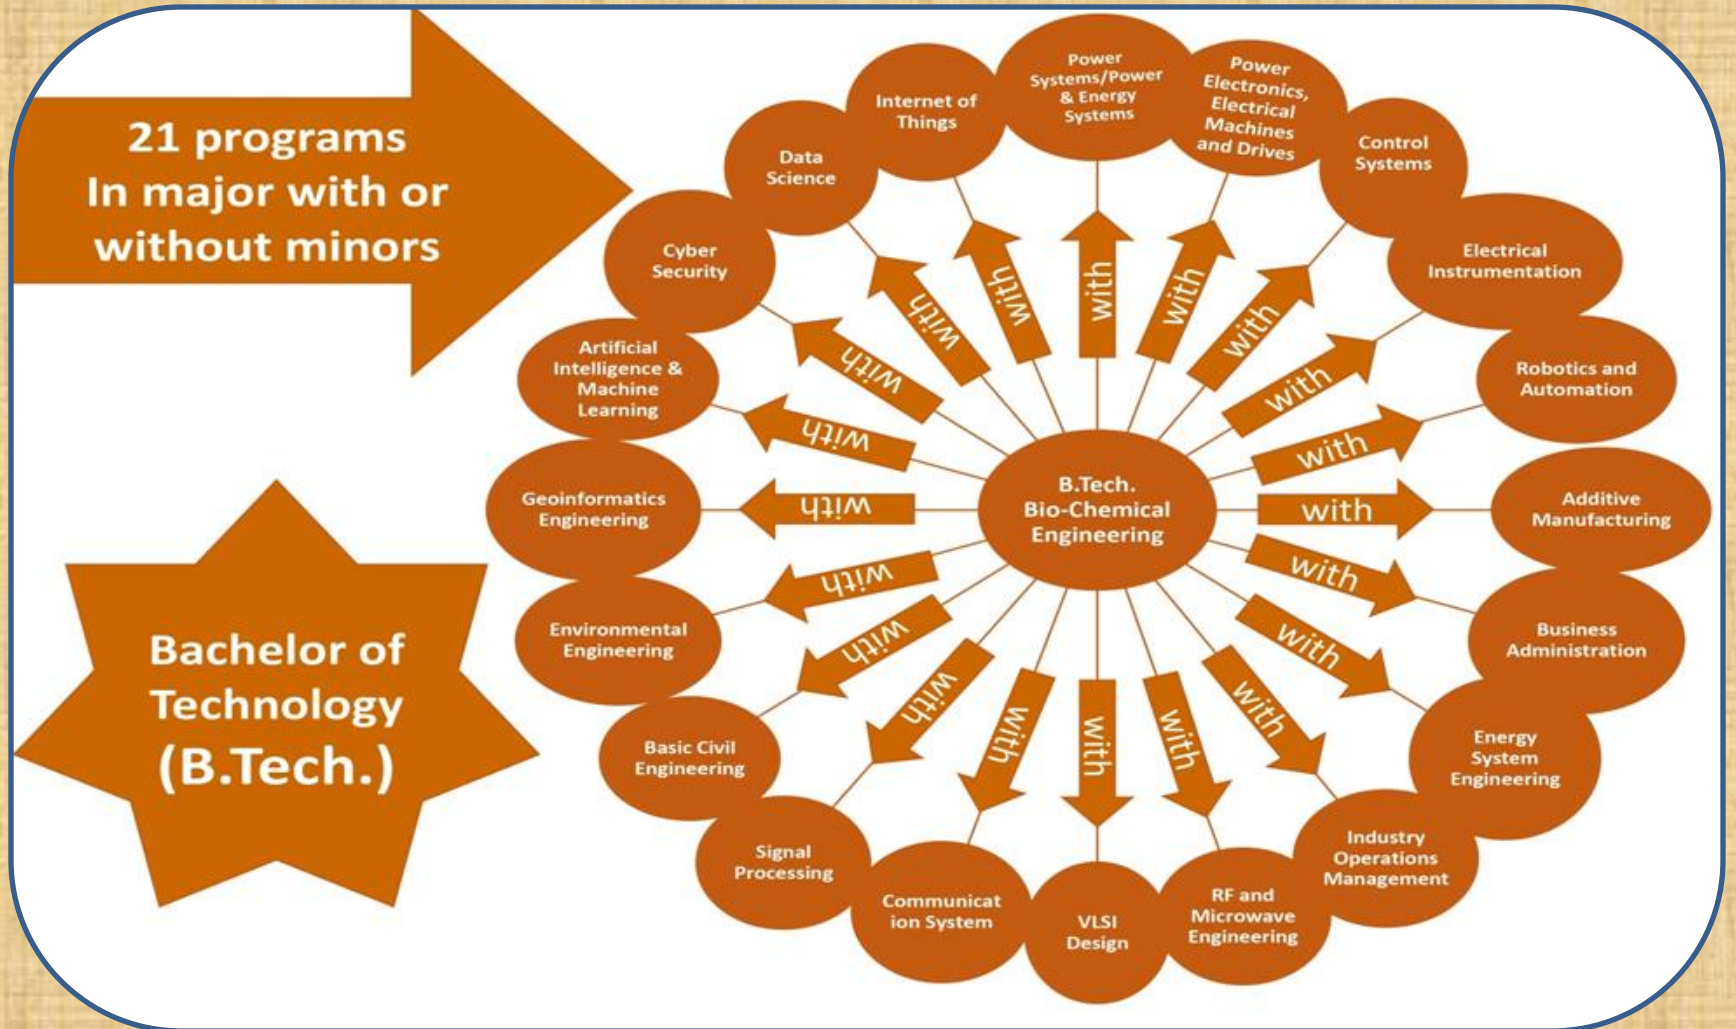 21 programs
In major with or
without minors
Bachelor of
Technology
(B.Tech.)
B.Tech.
Bio-Chemical
Engineering
Power
Systems/Power
& Energy
Systems
with
Power
Electronics,
Electrical
Machines
and Drives
with
Control
Systems
with
Electrical
Instrumentation
with
Robotics and
Automation
with
Additive
Manufacturing
with
Business
Administration
with
Energy
System
Engineering
with
Industry
Operations
Management
with
RF and
Microwave
Engineering
with
VLSI
Design
with
Communicat
ion System
with
Signal
Processing
with
Basic Civil
Engineering
with
Environmental
Engineering
with
Geoinformatics
Engineering
with
Artificial
Intelligence &
Machine
Learning
with
Cyber
Security
with
Data
Science
with
Internet of
Things
with